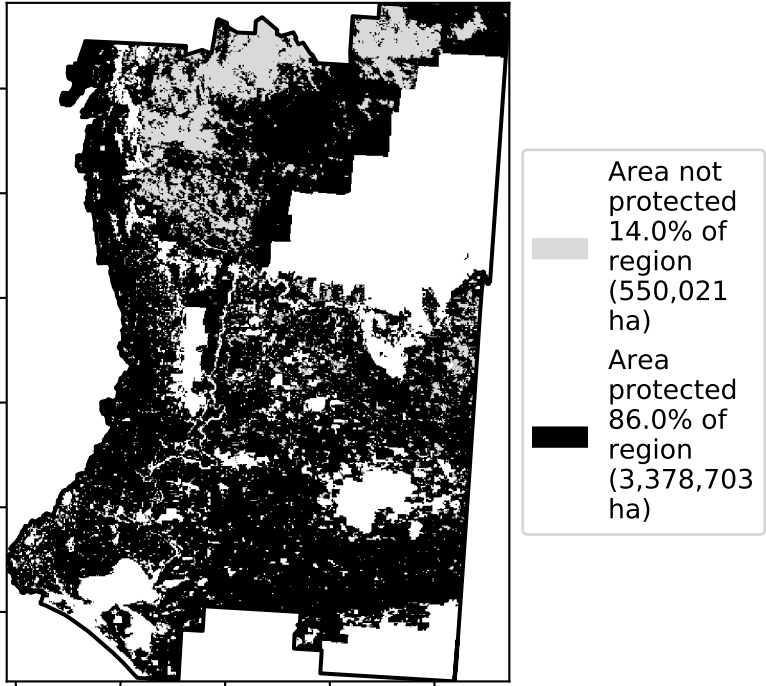 Area not
protected
14.0% of
region
(550,021
ha)
Area
protected
86.0% of
region
(3,378,703
ha)